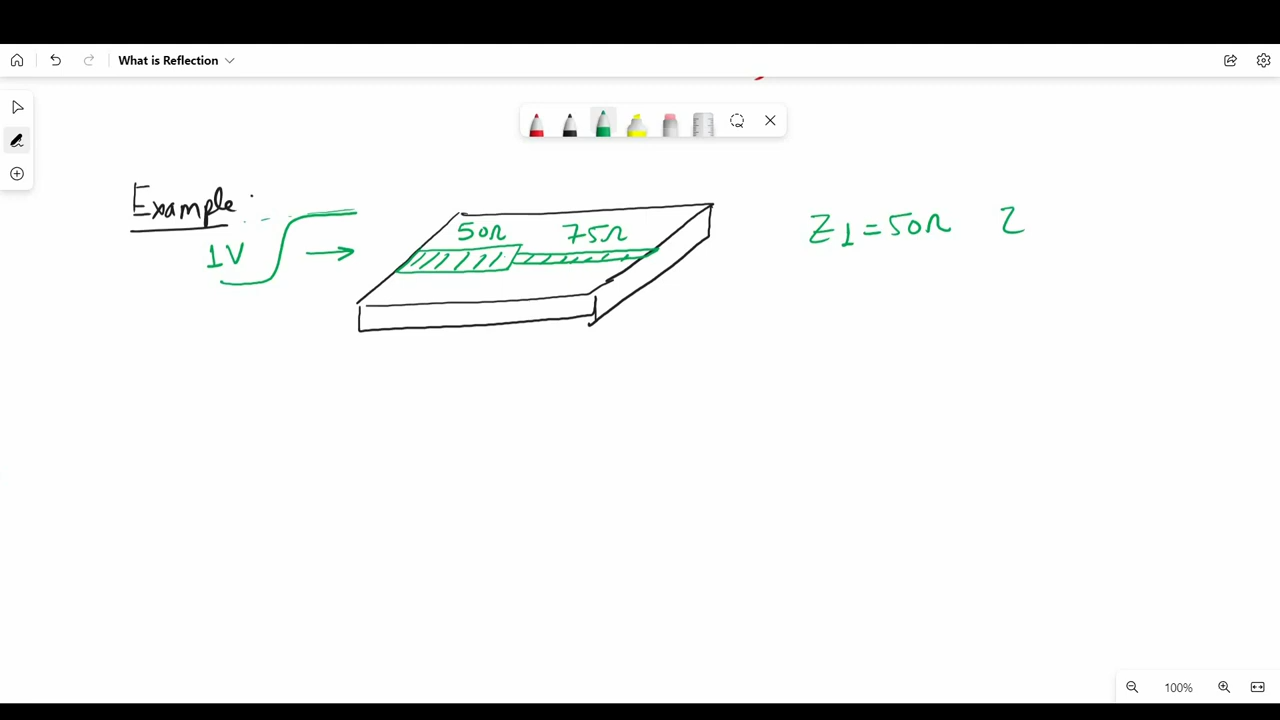 What is Reflection
Example:
1V
50Ω 75Ω
Z1=50Ω Z
100%